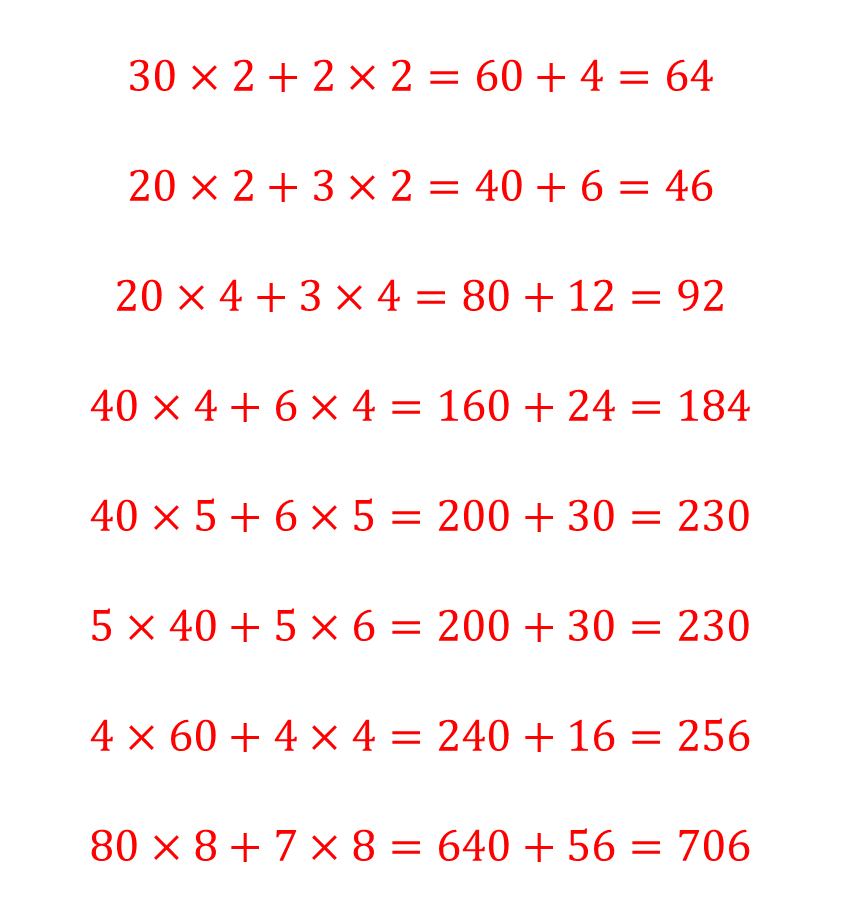 30 × 2 + 2 × 2 = 60 + 4 = 64
20 × 2 + 3 × 2 = 40 + 6 = 46
20 × 4 + 3 × 4 = 80 + 12 = 92
40 × 4 + 6 × 4 = 160 + 24 = 184
40 × 5 + 6 × 5 = 200 + 30 = 230
5 × 40 + 5 × 6 = 200 + 30 = 230
4 × 60 + 4 × 4 = 240 + 16 = 256
80 × 8 + 7 × 8 = 640 + 56 = 706